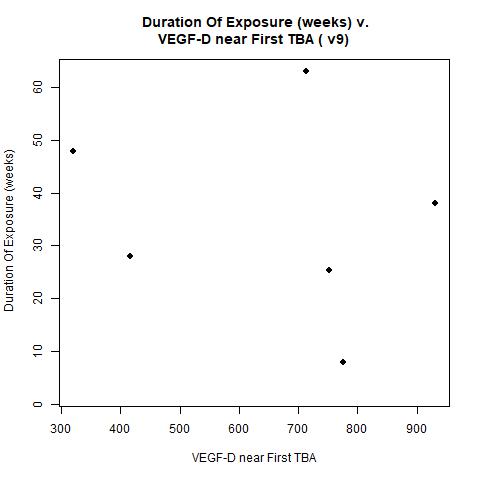 Duration Of Exposure (weeks) v.
VEGF-D near First TBA ( v9)
Duration Of Exposure (weeks)
60
50
40
30
20
10
0
300 400 500 600 700 800 900
VEGF-D near First TBA